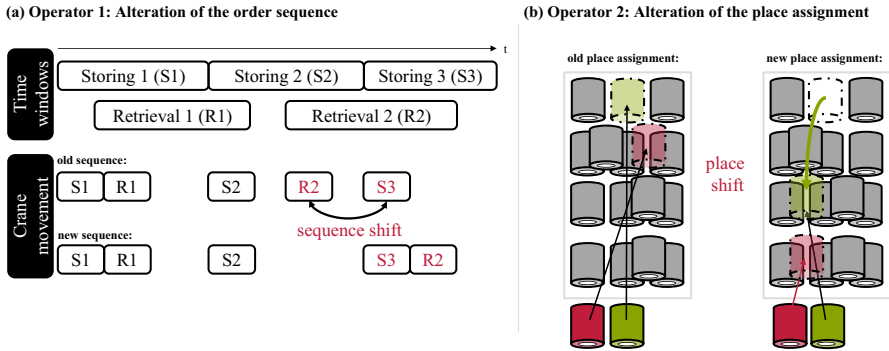 (a) Operator 1: Alteration of the order sequence
t
Time windows
Storing 1 (S1) Storing 2 (S2) Storing 3 (S3)
Retrieval 1 (R1) Retrieval 2 (R2)
Crane movement
old sequence:
S1 R1 S2 R2 S3
sequence shift
new sequence:
S1 R1 S2 S3 R2
(b) Operator 2: Alteration of the place assignment
old place assignment: new place assignment:
place
shift